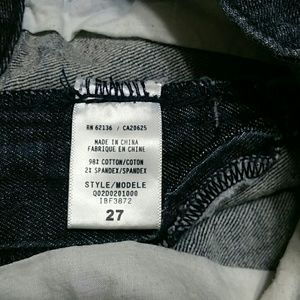 RN 62136 / CA20625
MADE IN CHINA
FABRIQUE EN CHINE
98% COTTON/COTON
2% SPANDEX/SPANDEX
STYLE/MODELE
Q02D0201000
IBF3872
27